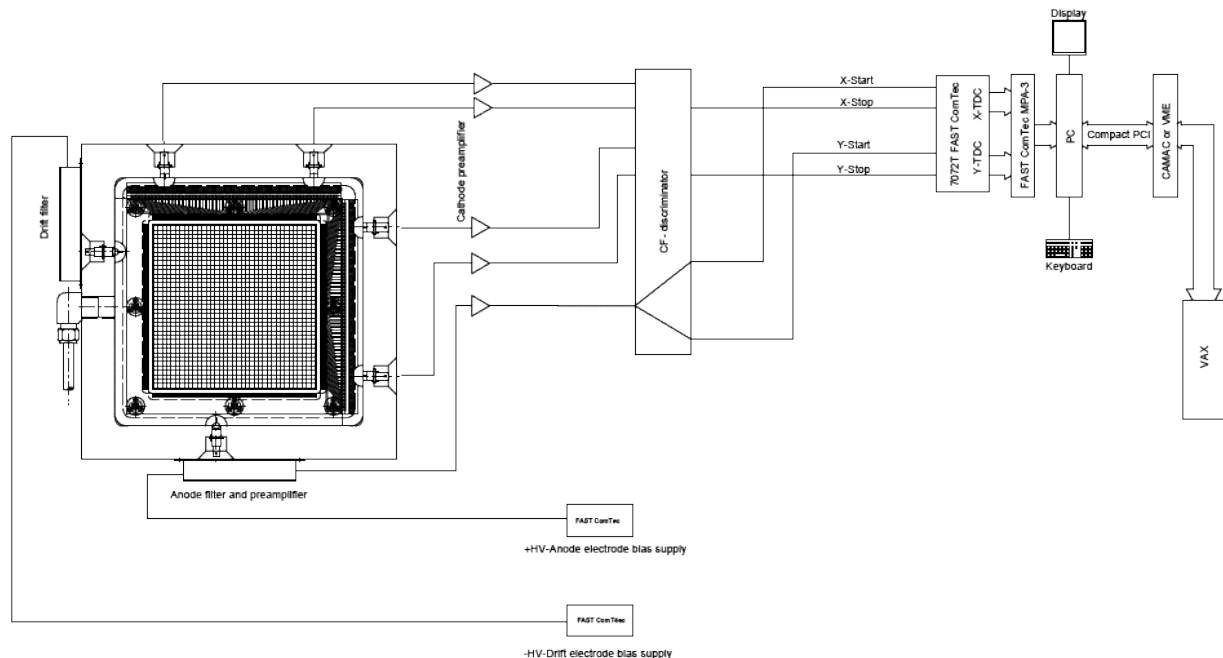 Display
X-Start
X-Stop
Y-Start
Y-Stop
7072T FAST ComTec
X-TDC
Y-TDC
FAST ComTec MPA-3
PC
Compact PCI
CAMAC or VME
Keyboard
VAX
Cathode preamplifier
CF- discriminator
Drift filter
Anode filter and preamplifier
FAST ComTec
+HV-Anode electrode bias supply
FAST ComT4ec
-HV-Drift electrode bias supply